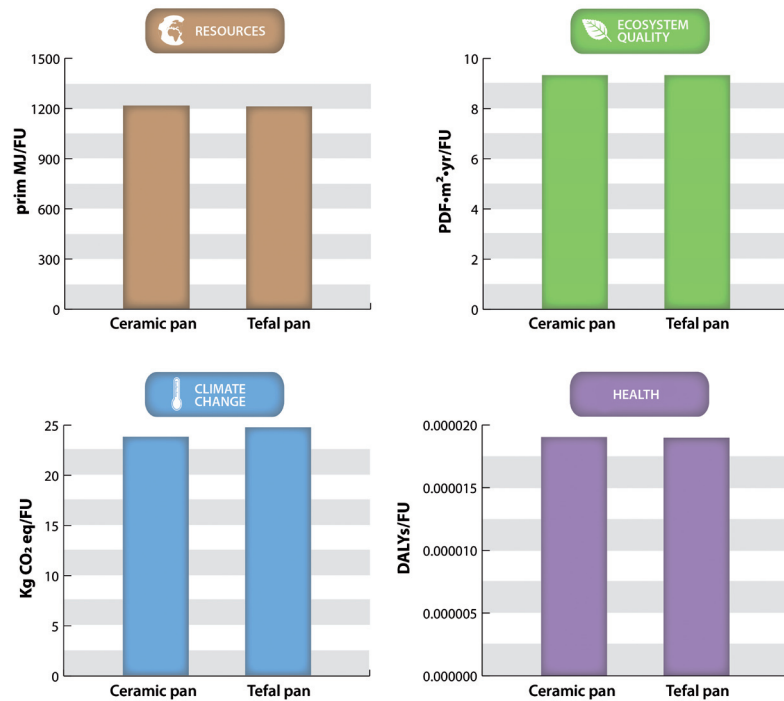 RESOURCES
1500
1200
900
600
300
0
prim MJ/FU
Ceramic pan
Tefal pan
ECOSYSTEM
QUALITY
10
8
6
4
2
0
PDF•m²•yr/FU
Ceramic pan
Tefal pan
CLIMATE
CHANGE
25
20
15
10
5
0
Kg CO₂ eq/FU
Ceramic pan
Tefal pan
HEALTH
0.000020
0.000015
0.000010
0.000005
0.000000
DALYs/FU
Ceramic pan
Tefal pan